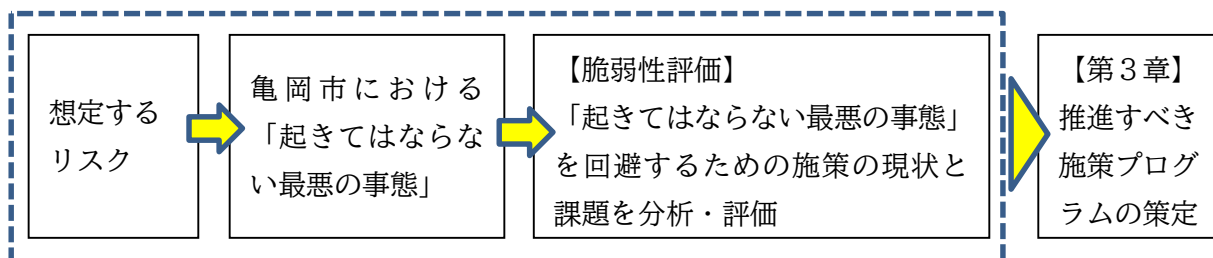 想定する
リスク
亀岡市における
「起きてはならな
い最悪の事態」
【脆弱性評価】
「起きてはならない最悪の事態」
を回避するための施策の現状と
課題を分析・評価
【第３章】
推進すべき
施策プログ
ラムの策定